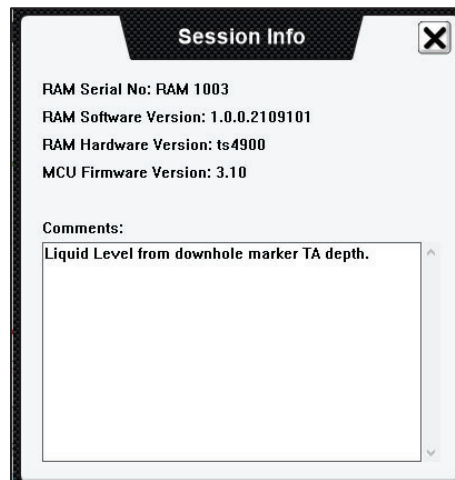 Session Info
RAM Serial No: RAM 1003
RAM Software Version: 1.0.0.2109101
RAM Hardware Version: ts4900
MCU Firmware Version: 3.10
Comments:
Liquid Level from downhole marker TA depth.